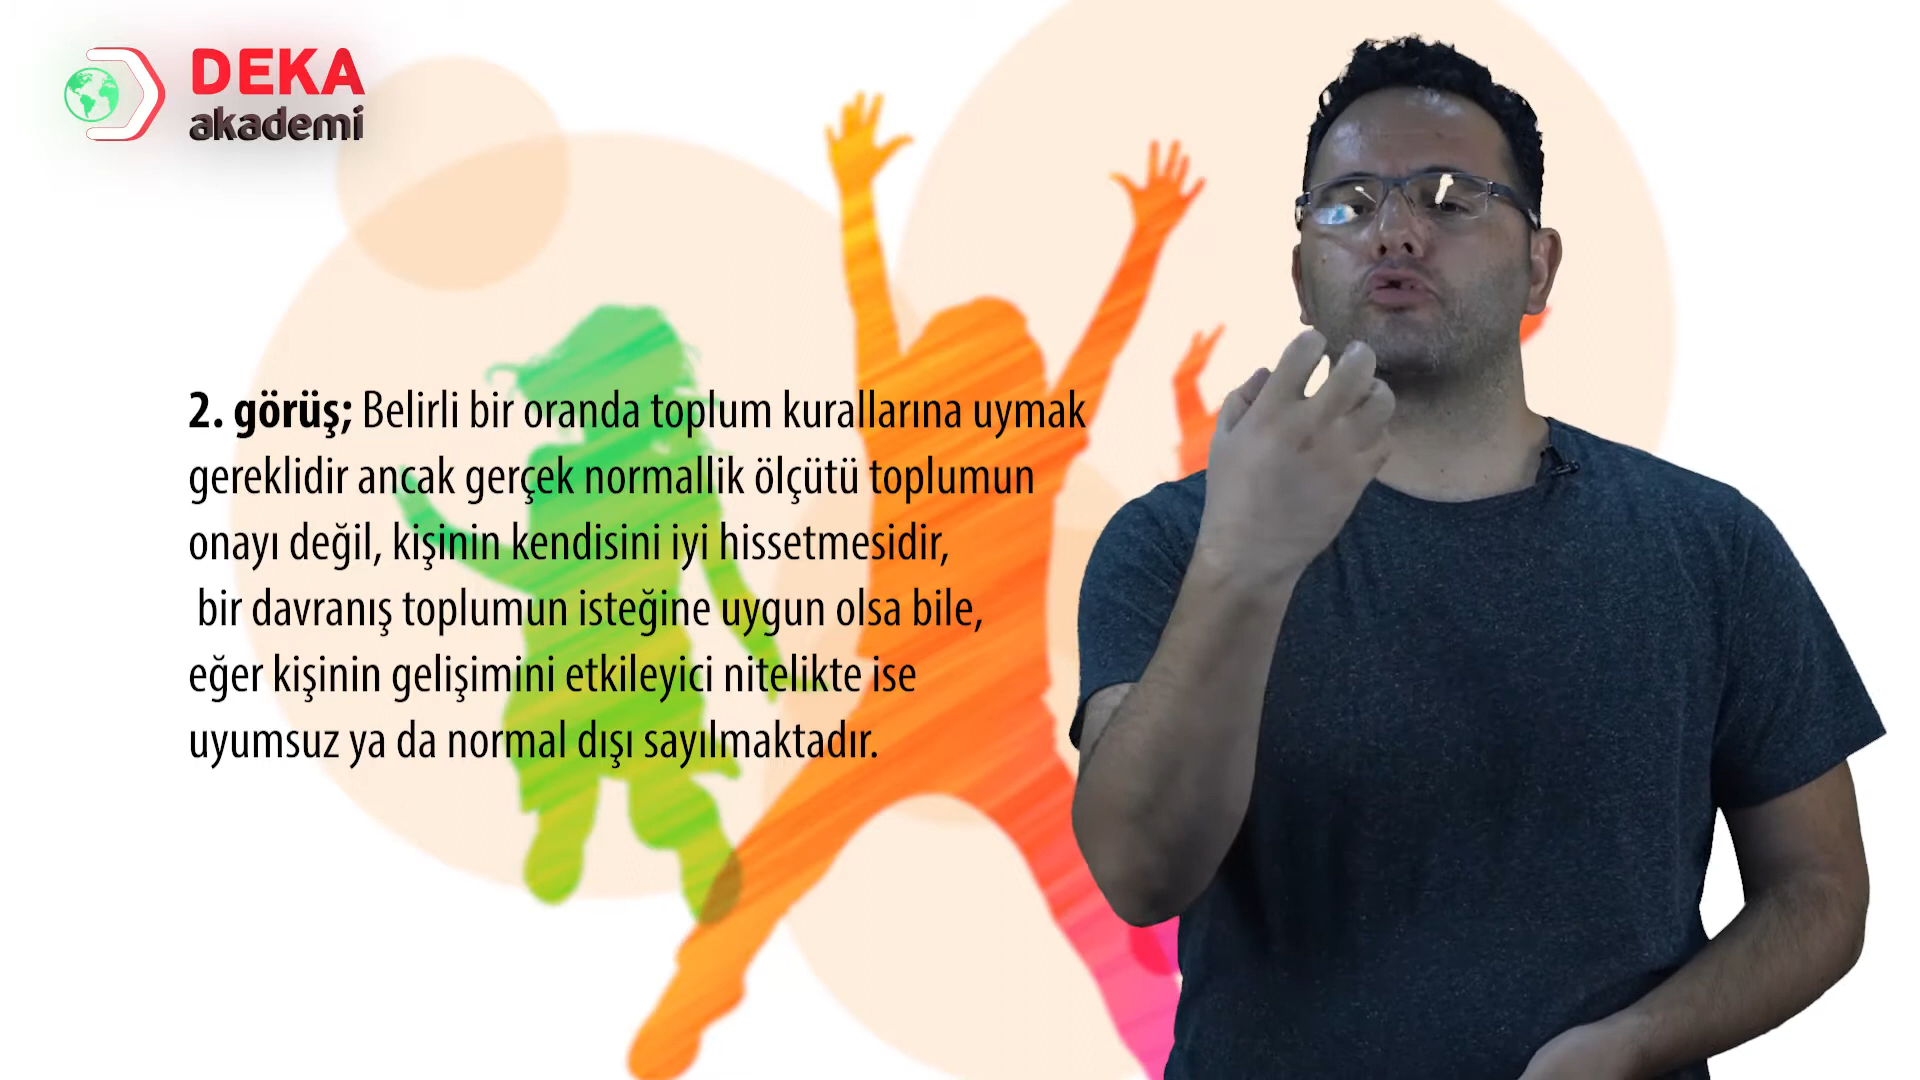 DEKA
akademi
2. görüş; Belirli bir oranda toplum kurallarına uymak
gereklidir ancak gerçek normallik ölçütü toplumun
onayı değil, kişinin kendisini iyi hissetmesidir,
bir davranış toplumun isteğine uygun olsa bile,
eğer kişinin gelişimini etkileyici nitelikte ise
uyumsuz ya da normal dışı sayılmaktadır.